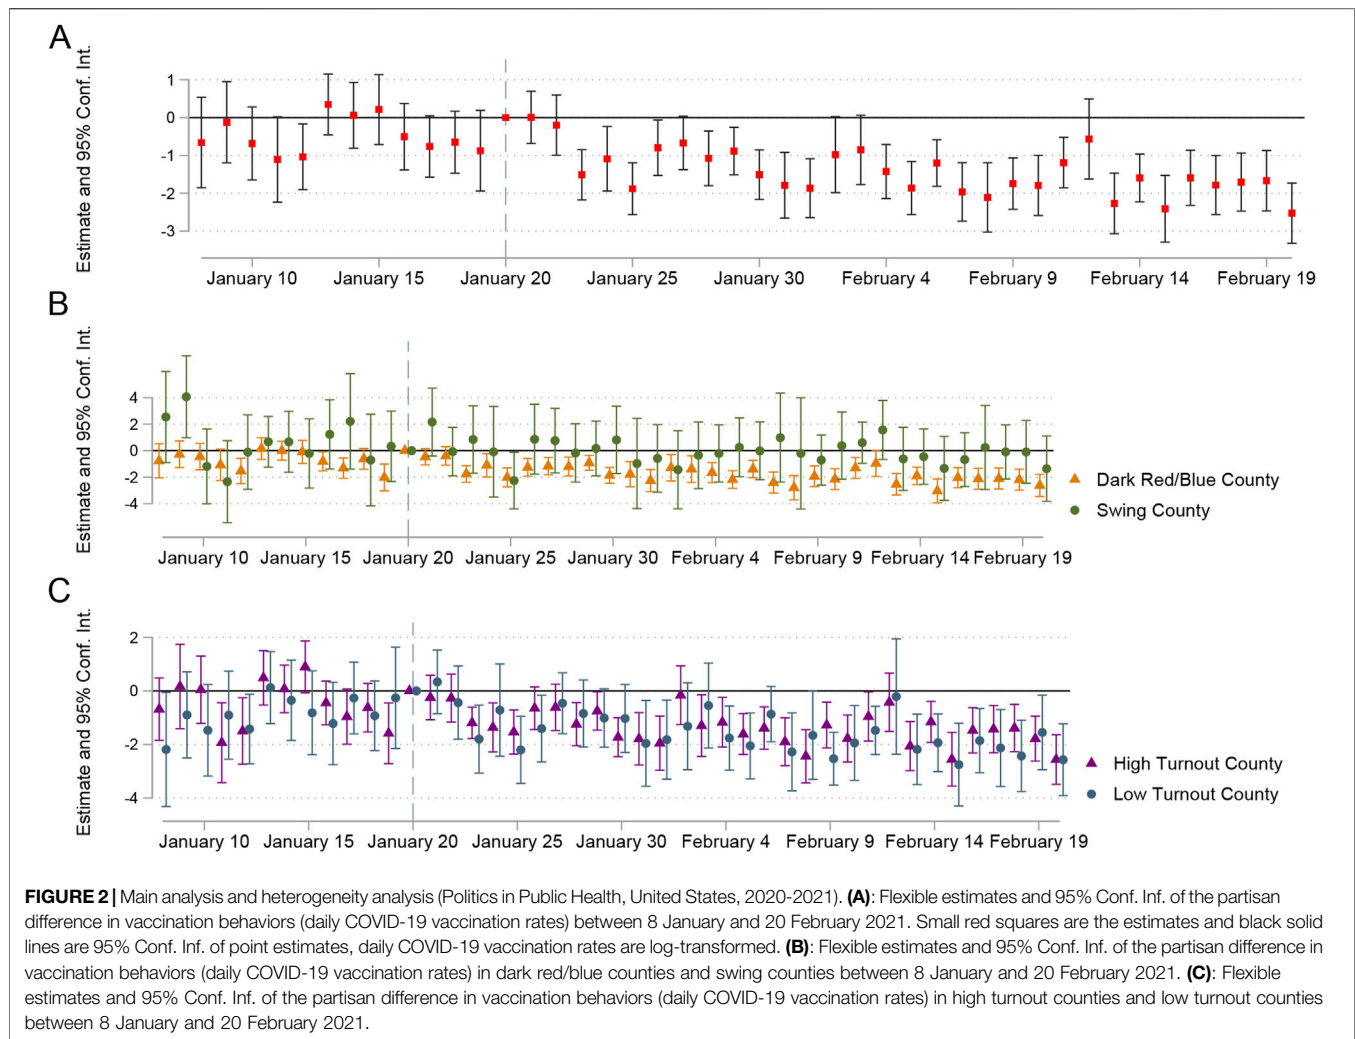 A
Estimate and 95% Conf. Int.
1
0
-1
-2
-3
January 10 January 15 January 20 January 25 January 30 February 4 February 9 February 14 February 19
B
Estimate and 95% Conf. Int.
4
2
0
-2
-4
January 10 January 15 January 20 January 25 January 30 February 4 February 9 February 14 February 19
Dark Red/Blue County
Swing County
C
Estimate and 95% Conf. Int.
2
0
-2
-4
January 10 January 15 January 20 January 25 January 30 February 4 February 9 February 14 February 19
High Turnout County
Low Turnout County
FIGURE 2 | Main analysis and heterogeneity analysis (Politics in Public Health, United States, 2020-2021). (A): Flexible estimates and 95% Conf. Inf. of the partisan
difference in vaccination behaviors (daily COVID-19 vaccination rates) between 8 January and 20 February 2021. Small red squares are the estimates and black solid
lines are 95% Conf. Inf. of point estimates, daily COVID-19 vaccination rates are log-transformed. (B): Flexible estimates and 95% Conf. Inf. of the partisan difference in
vaccination behaviors (daily COVID-19 vaccination rates) in dark red/blue counties and swing counties between 8 January and 20 February 2021. (C): Flexible
estimates and 95% Conf. Inf. of the partisan difference in vaccination behaviors (daily COVID-19 vaccination rates) in high turnout counties and low turnout counties
between 8 January and 20 February 2021.